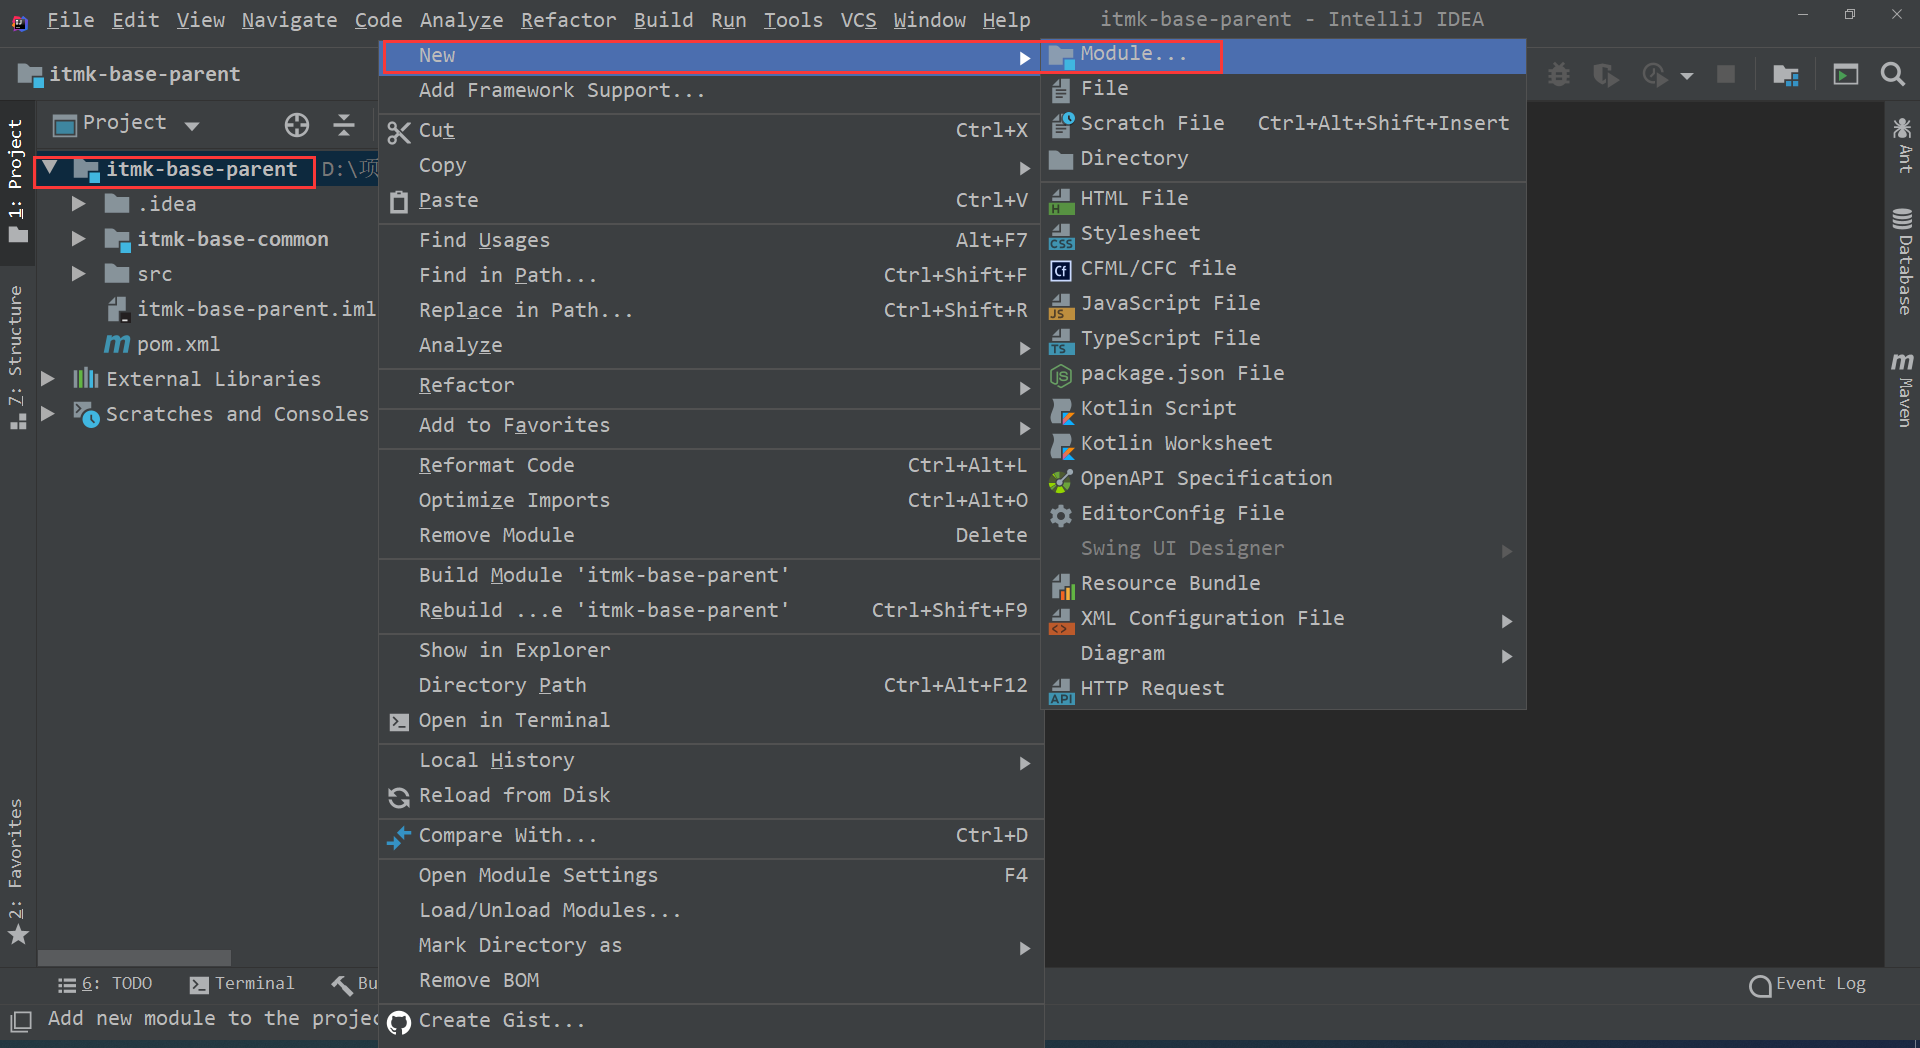 File Edit View Navigate Code Analyze Refactor Build Run Tools VCS Window Help itmk-base-parent - IntelliJ IDEA
itmk-base-parent
Project
1: Project
7: Structure
2: Favorites
itmk-base-parent D:\项
.idea
itmk-base-common
src
itmk-base-parent.iml
pom.xml
External Libraries
Scratches and Consoles
New
Add Framework Support...
Cut Ctrl+X
Copy
Paste Ctrl+V
Find Usages Alt+F7
Find in Path... Ctrl+Shift+F
Replace in Path... Ctrl+Shift+R
Analyze
Refactor
Add to Favorites
Reformat Code Ctrl+Alt+L
Optimize Imports Ctrl+Alt+O
Remove Module Delete
Build Module 'itmk-base-parent'
Rebuild ...e 'itmk-base-parent' Ctrl+Shift+F9
Show in Explorer
Directory Path Ctrl+Alt+F12
Open in Terminal
Local History
Reload from Disk
Compare With... Ctrl+D
Open Module Settings F4
Load/Unload Modules...
Mark Directory as
Remove BOM
Create Gist...
Module...
File
Scratch File Ctrl+Alt+Shift+Insert
Directory
HTML File
Stylesheet
CFML/CFC file
JavaScript File
TypeScript File
package.json File
Kotlin Script
Kotlin Worksheet
OpenAPI Specification
EditorConfig File
Swing UI Designer
Resource Bundle
XML Configuration File
Diagram
HTTP Request
Ant
Database
Maven
6: TODO Terminal Bu
Event Log
Add new module to the projec